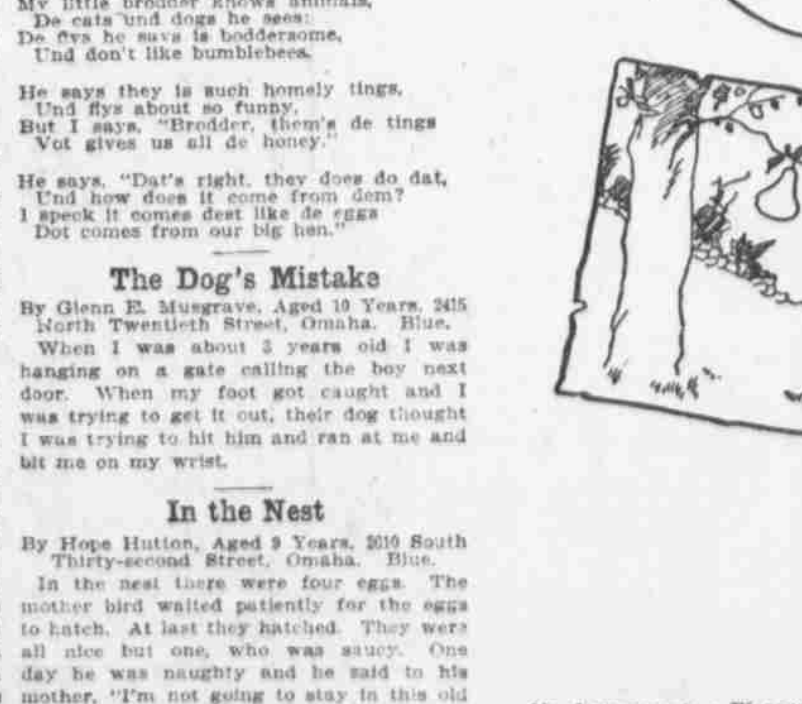 My little brodder knows animals,
De cats und dogs he sees:
De flys he says is boddersome,
Und don't like bumblebees.
He says they is such homely tings,
Und flys about so funny,
But I says, "Brodder, them's de tings
Vot gives us all de honey."
He says, "Dat's right, they does do dat,
Und how does it come from dem?
I speck it comes dest like de eggs
Dot comes from our big hen."
The Dog's Mistake
By Glenn E. Musgrave, Aged 10 Years, 2415
North Twentieth Street, Omaha. Blue.
When I was about 3 years old I was
hanging on a gate calling the boy next
door. When my foot got caught and I
was trying to get it out, their dog thought
I was trying to hit him and ran at me and
bit me on my wrist.
In the Nest
By Hope Hutton, Aged 9 Years, 2010 South
Thirty-second Street, Omaha. Blue.
In the nest there were four eggs. The
mother bird waited patiently for the eggs
to hatch. At last they hatched. They were
all nice but one, who was saucy. One
day he was naughty and he said to his
mother, "I'm not going to stay in this old